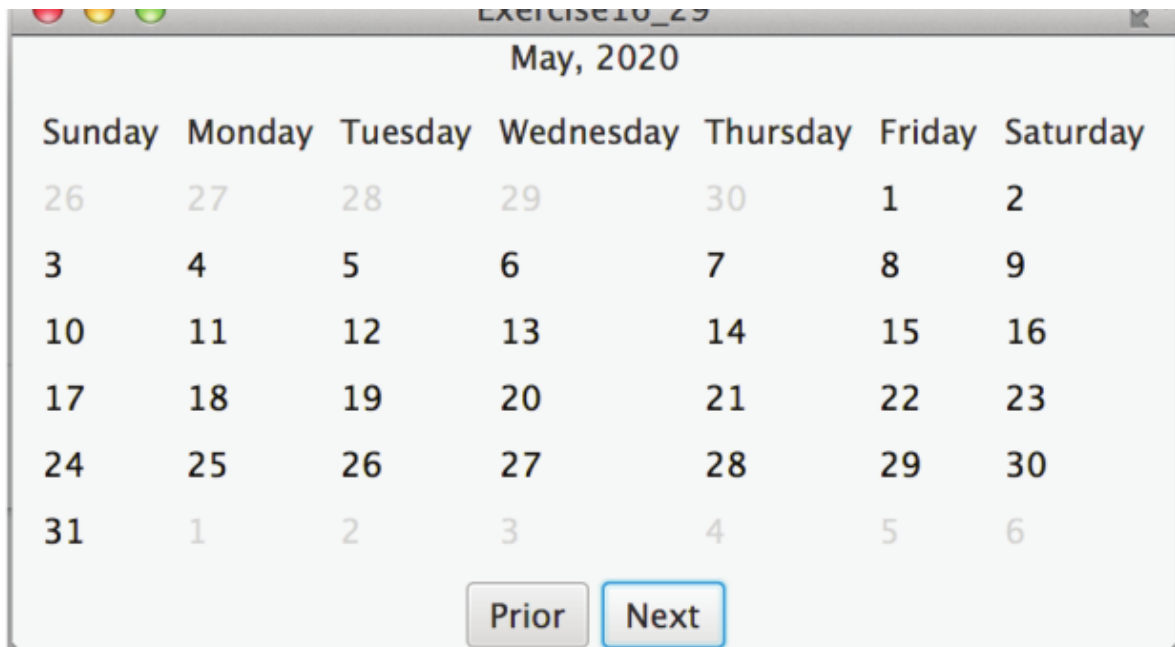 Exercise16_29
May, 2020
Sunday Monday Tuesday Wednesday Thursday Friday Saturday
26 27 28 29 30 1 2
3 4 5 6 7 8 9
10 11 12 13 14 15 16
17 18 19 20 21 22 23
24 25 26 27 28 29 30
31 1 2 3 4 5 6
Prior Next